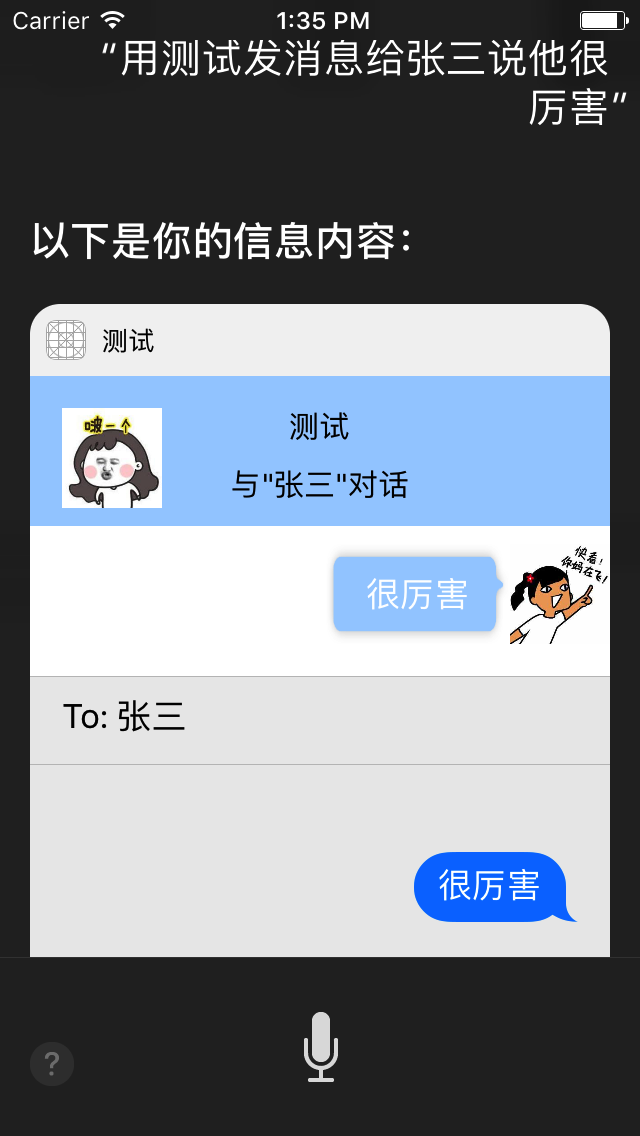 Carrier 1:35 PM
“用测试发消息给张三说他很
厉害”
以下是你的信息内容：
测试
啵一个
测试
与"张三"对话
快看！
你妈在飞！
很厉害
To: 张三
很厉害
?